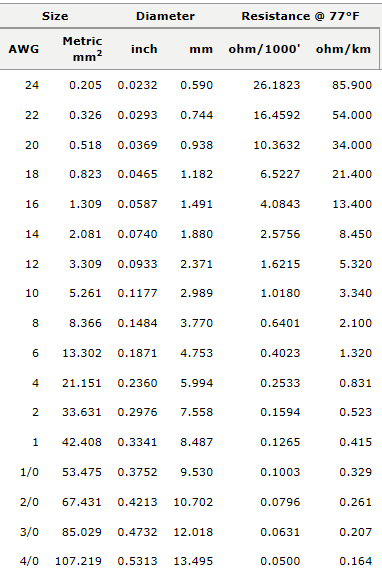 Size Diameter Resistance @ 77°F
AWG Metric mm² inch mm ohm/1000' ohm/km
24 0.205 0.0232 0.590 26.1823 85.900
22 0.326 0.0293 0.744 16.4592 54.000
20 0.518 0.0369 0.938 10.3632 34.000
18 0.823 0.0465 1.182 6.5227 21.400
16 1.309 0.0587 1.491 4.0843 13.400
14 2.081 0.0740 1.880 2.5756 8.450
12 3.309 0.0933 2.371 1.6215 5.320
10 5.261 0.1177 2.989 1.0180 3.340
8 8.366 0.1484 3.770 0.6401 2.100
6 13.302 0.1871 4.753 0.4023 1.320
4 21.151 0.2360 5.994 0.2533 0.831
2 33.631 0.2976 7.558 0.1594 0.523
1 42.408 0.3341 8.487 0.1265 0.415
1/0 53.475 0.3752 9.530 0.1003 0.329
2/0 67.431 0.4213 10.702 0.0796 0.261
3/0 85.029 0.4732 12.018 0.0631 0.207
4/0 107.219 0.5313 13.495 0.0500 0.164